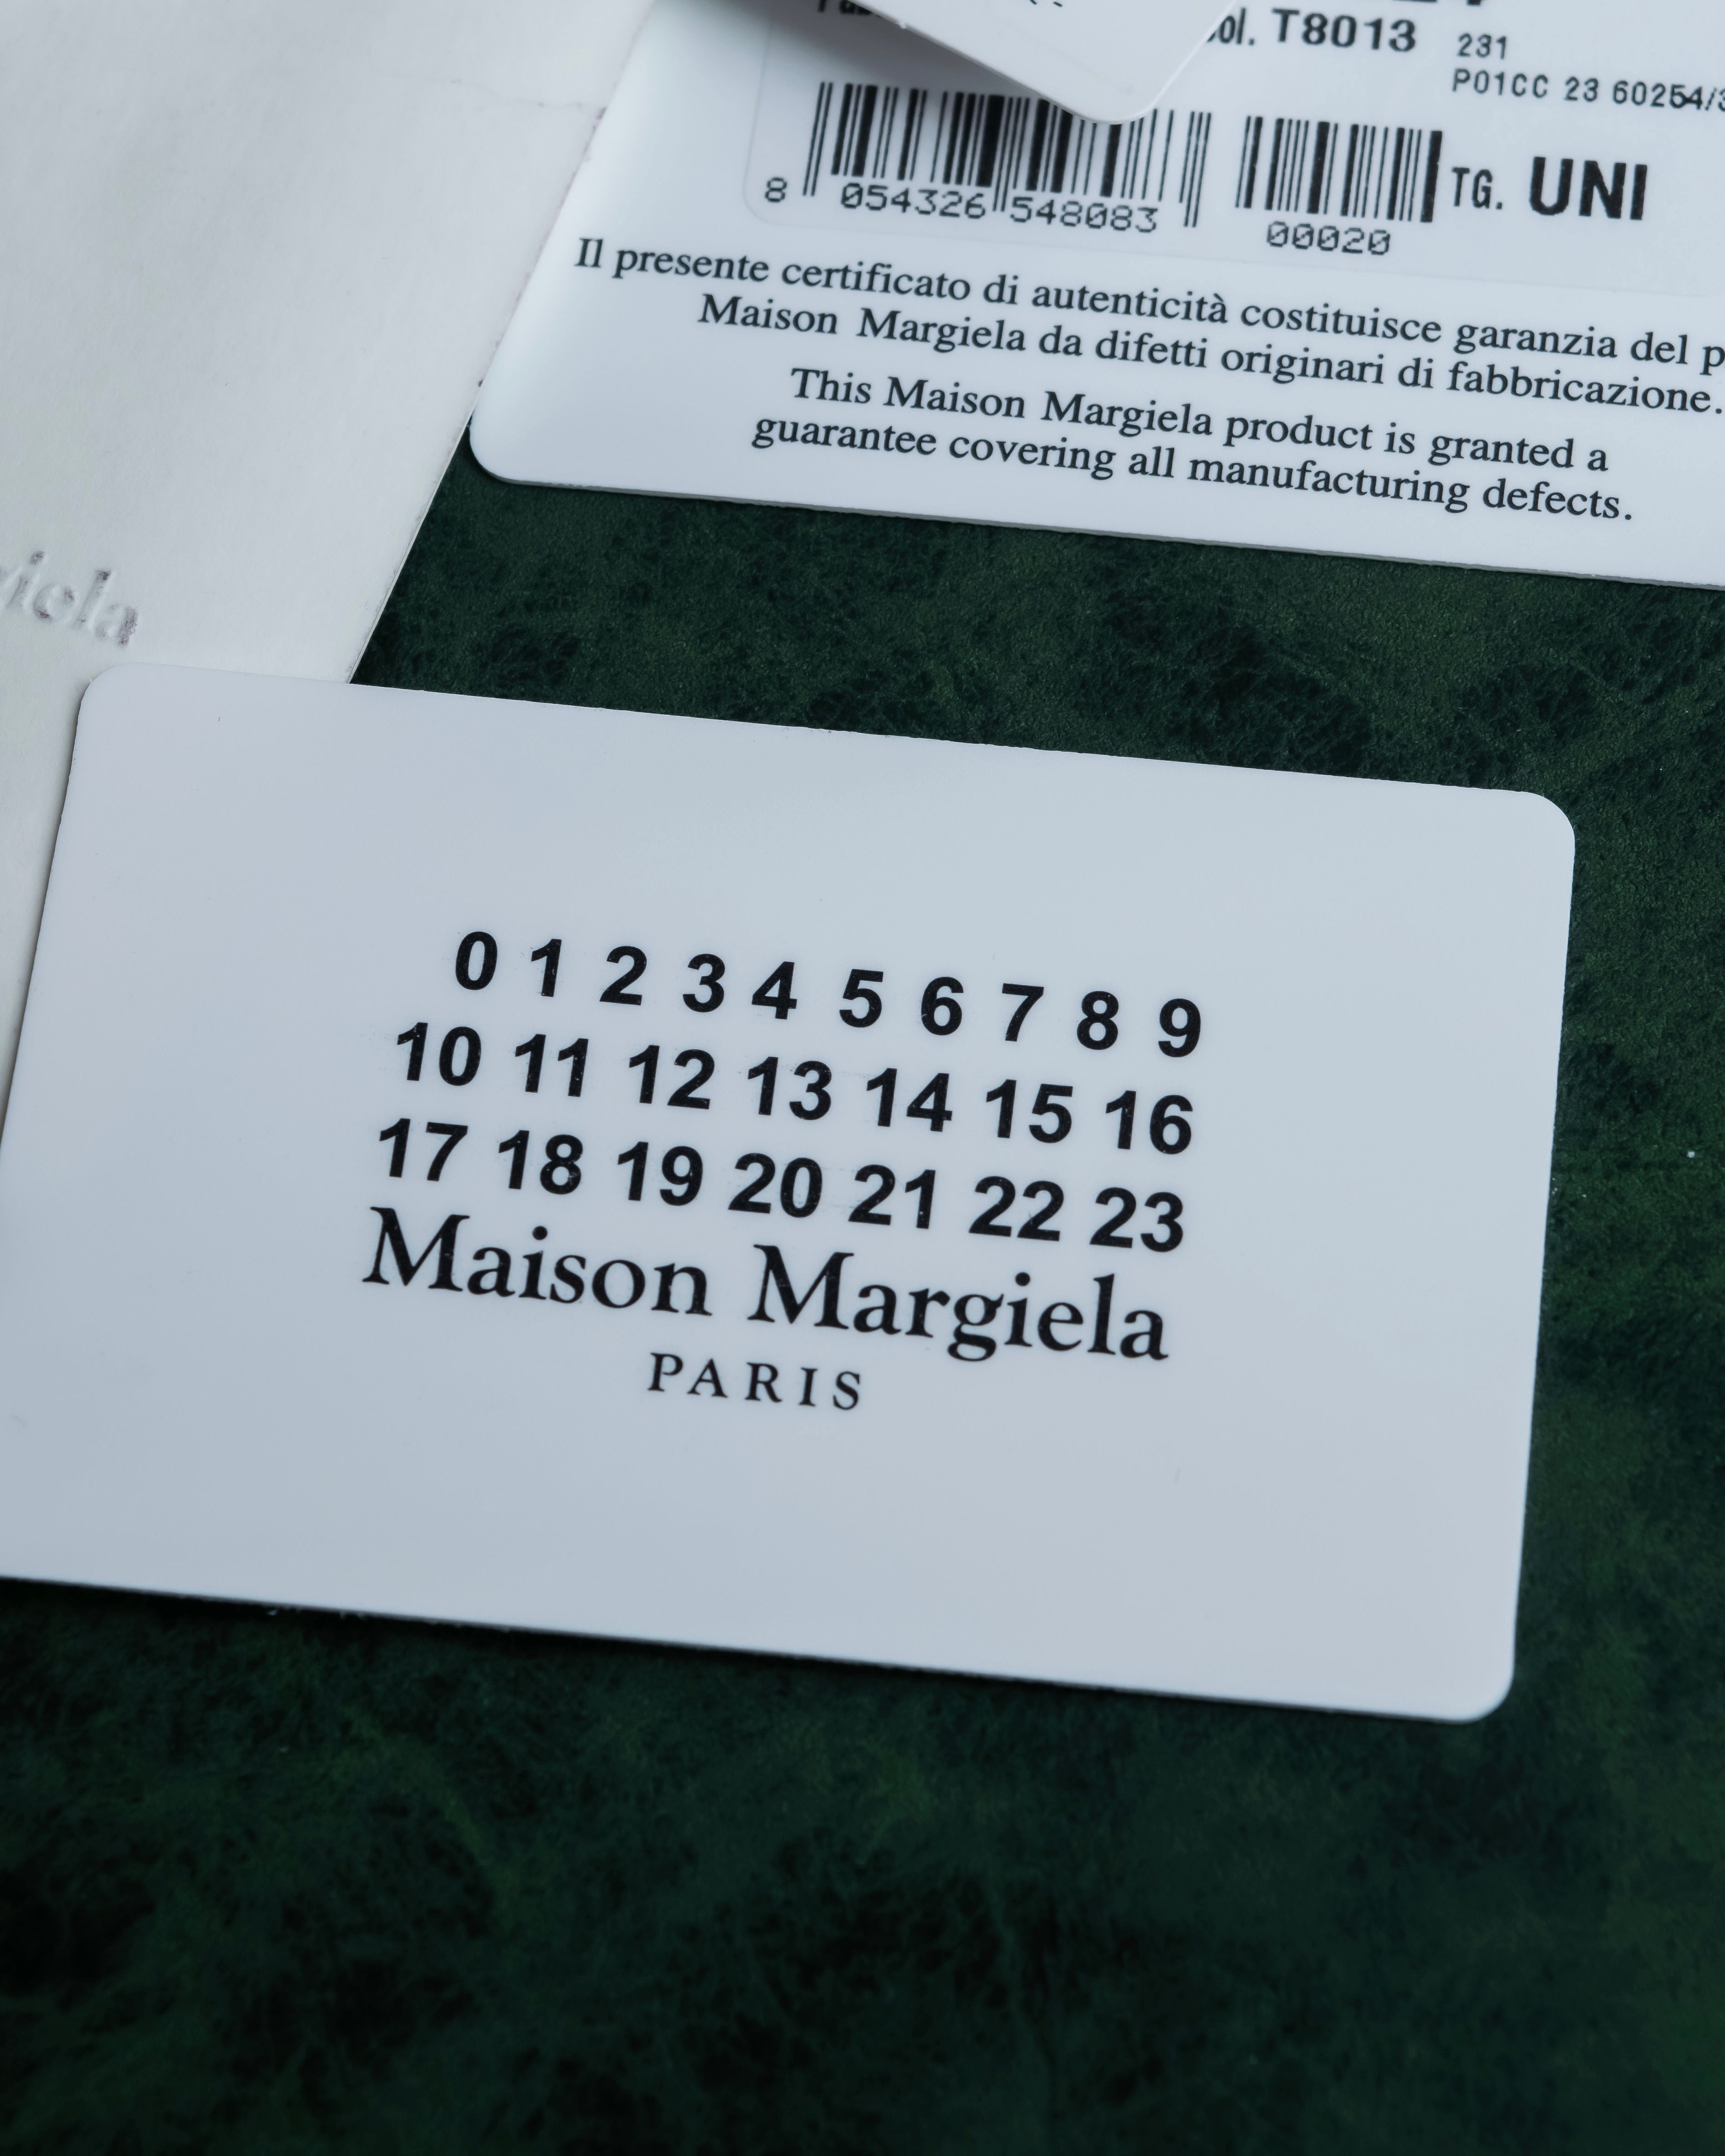 ol. T8013
231
P01CC 23 60254/3
8 054326 548083
00020
TG. UNI
Il presente certificato di autenticità costituisce garanzia del p
Maison Margiela da difetti originari di fabbricazione.
This Maison Margiela product is granted a
guarantee covering all manufacturing defects.
iela
0 1 2 3 4 5 6 7 8 9
10 11 12 13 14 15 16
17 18 19 20 21 22 23
Maison Margiela
PARIS